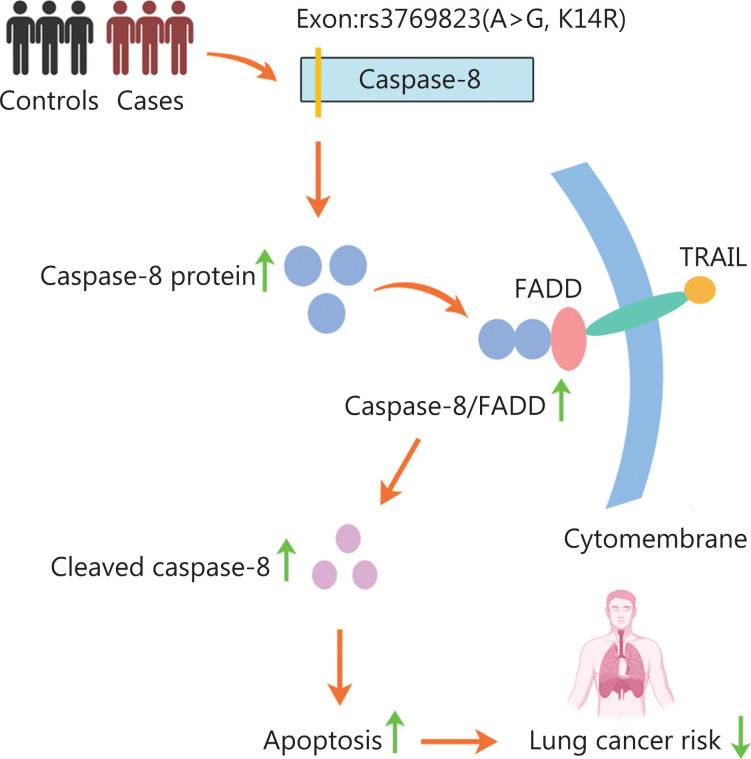 Exon:rs3769823(A>G, K14R)
Controls
Cases
Caspase-8
Caspase-8 protein
TRAIL
FADD
Caspase-8/FADD
Cytomembrane
Cleaved caspase-8
Apoptosis
Lung cancer risk